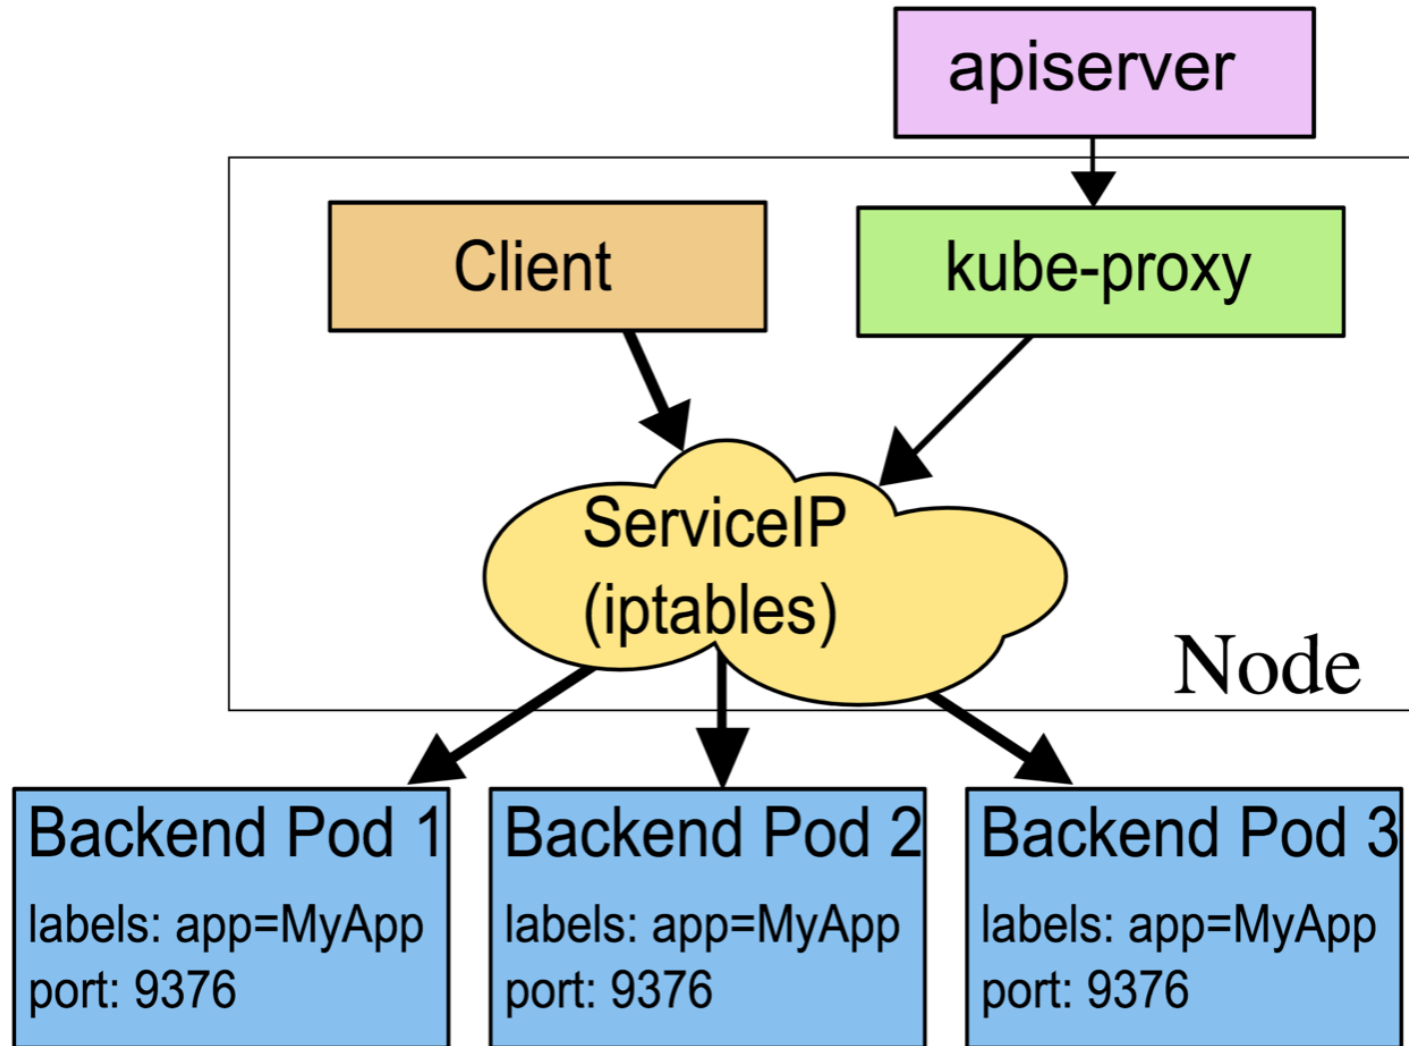 apiserver
Client
kube-proxy
ServiceIP
(iptables)
Node
Backend Pod 1
labels: app=MyApp
port: 9376
Backend Pod 2
labels: app=MyApp
port: 9376
Backend Pod 3
labels: app=MyApp
port: 9376